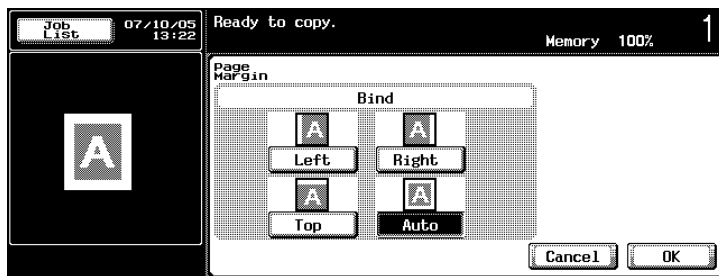 Job List
07/10/05
13:22
Ready to copy.
Memory 100%
1
Page
Margin
Bind
A
A
A
Left
Right
A
A
Top
Auto
Cancel
OK